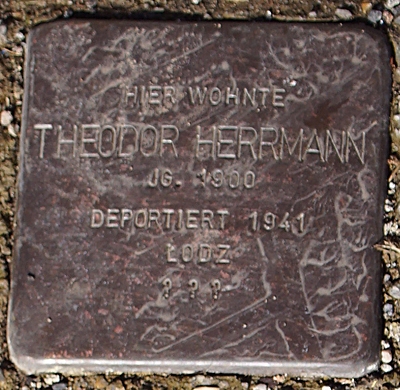 HIER WOHNTE
THEODOR HERRMANN
JG. 1900
DEPORTIERT 1941
LODZ
? ? ?